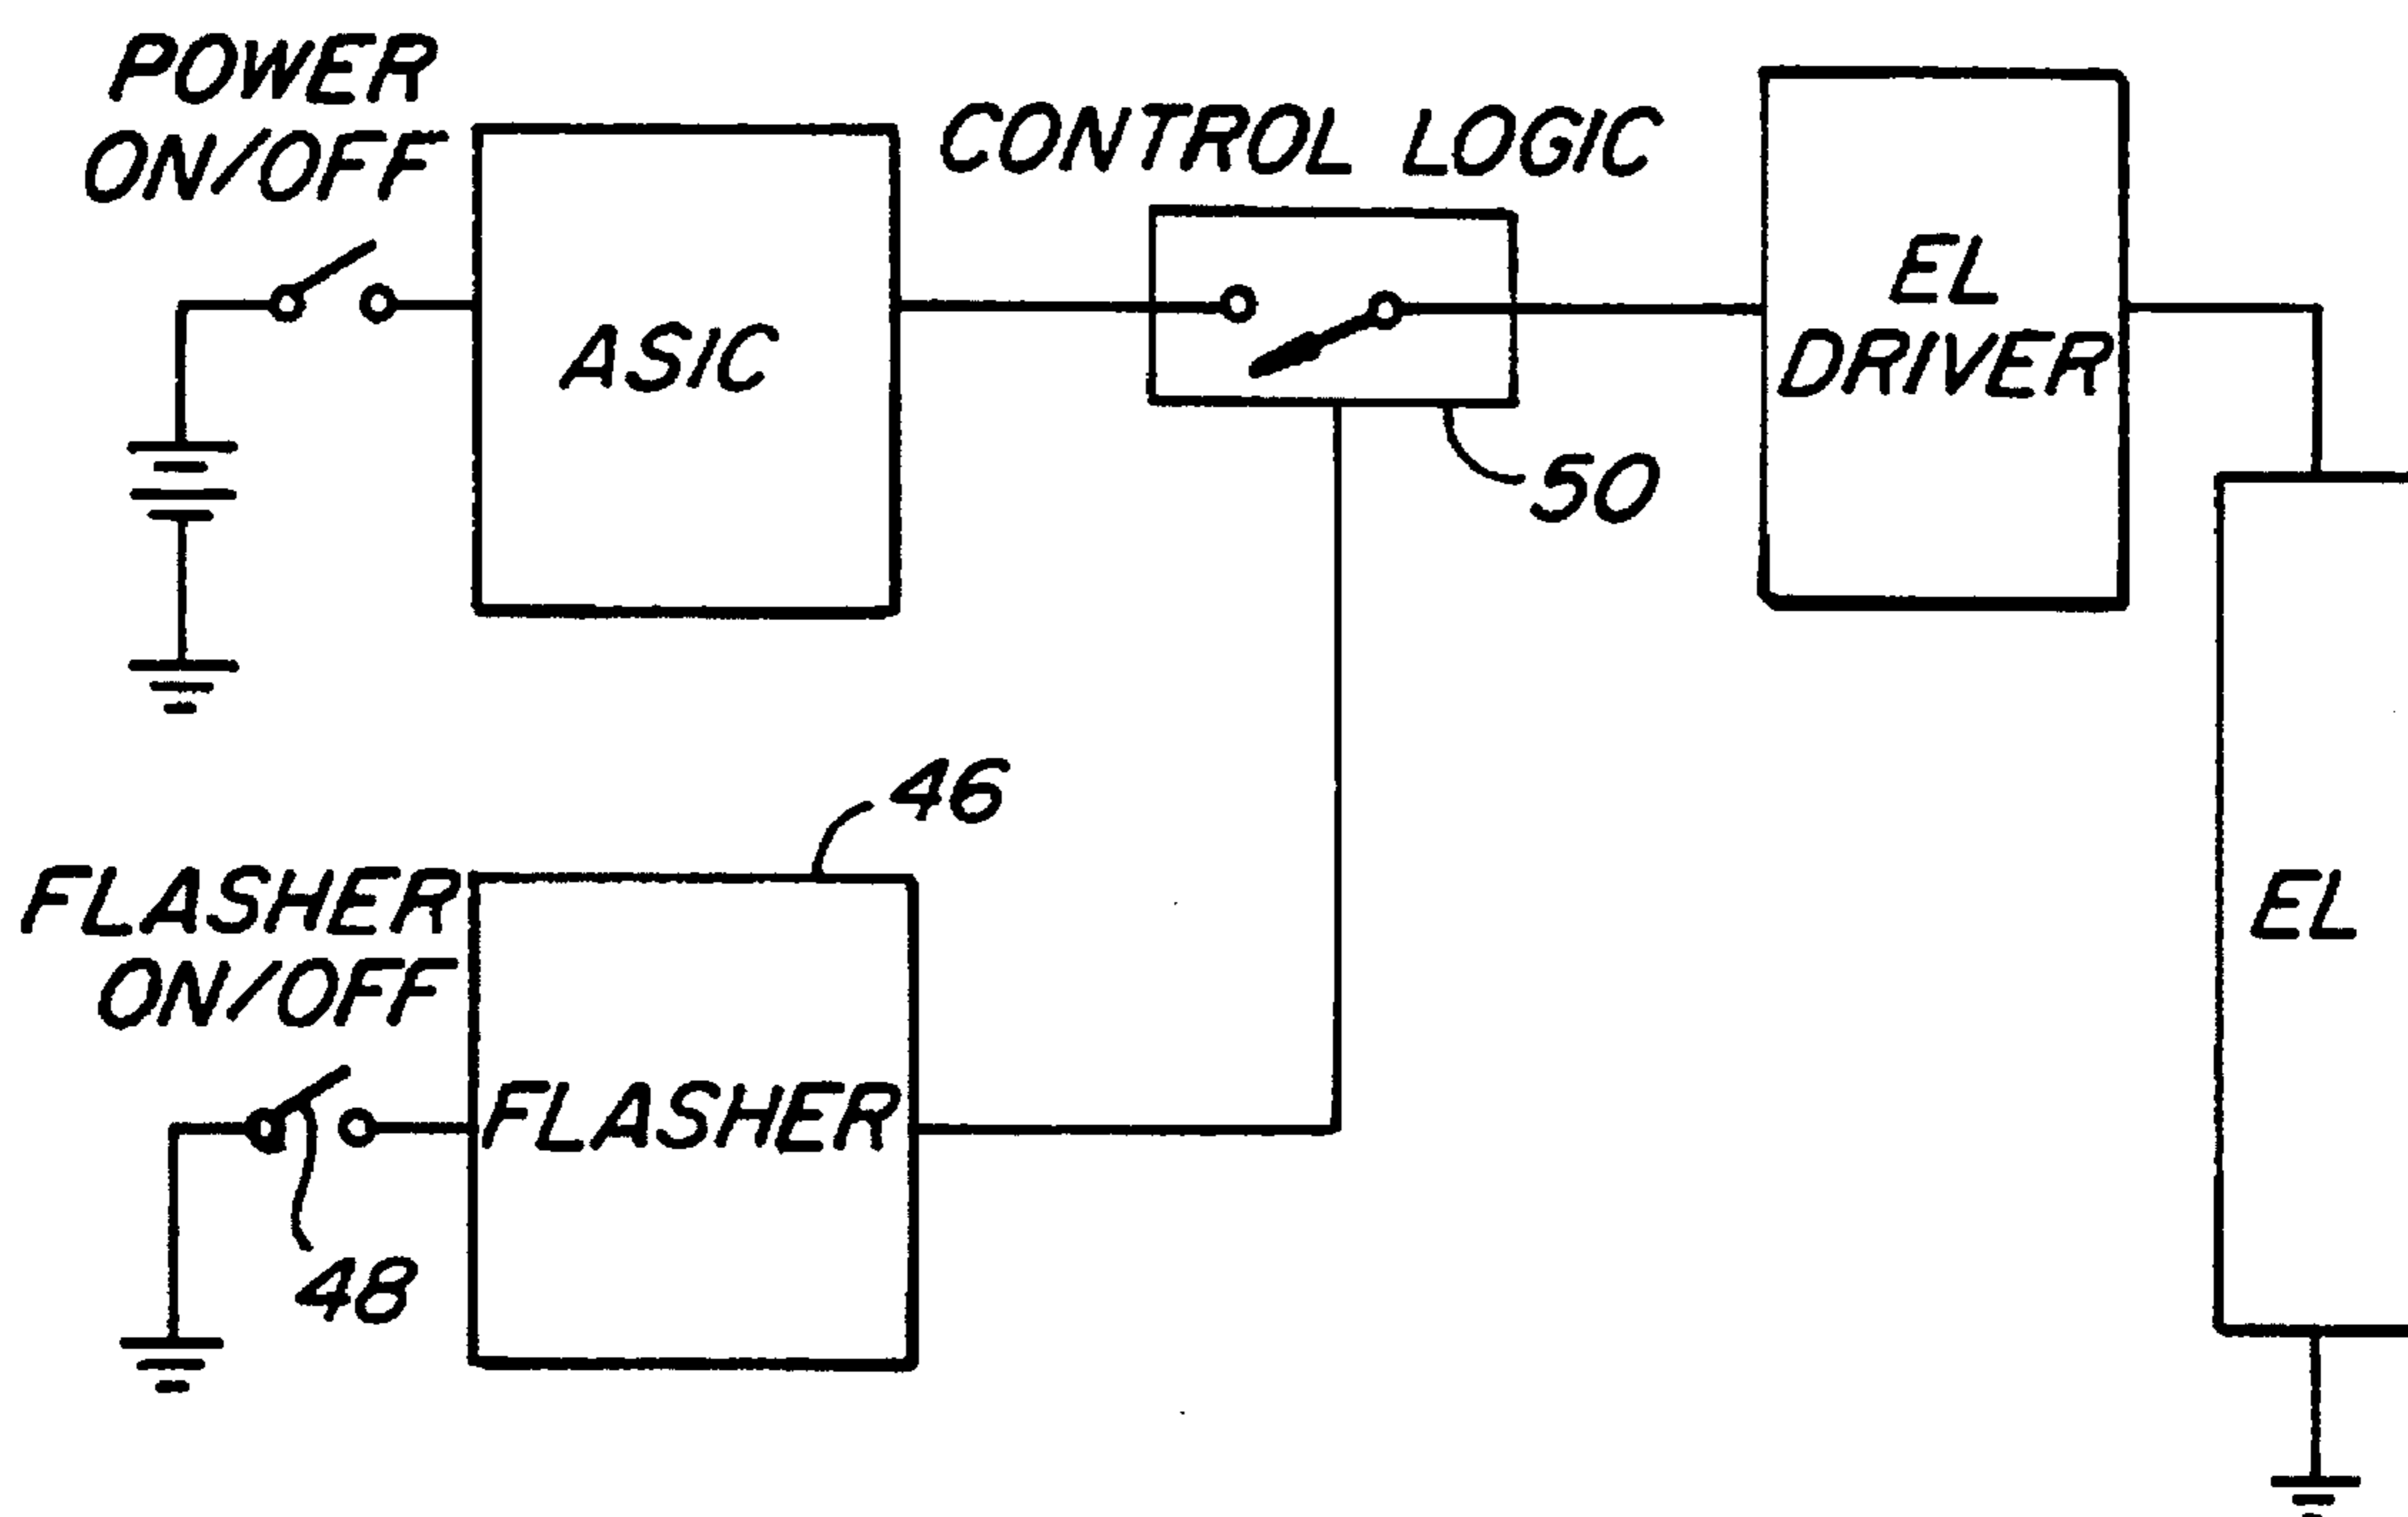 POWER
ON/OFF
ASIC
CONTROL LOGIC
50
EL
DRIVER
EL
46
FLASHER
ON/OFF
FLASHER
48